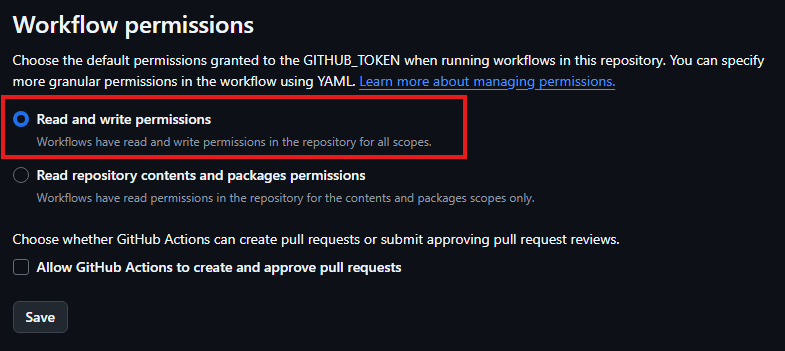 Workflow permissions
Choose the default permissions granted to the GITHUB_TOKEN when running workflows in this repository. You can specify
more granular permissions in the workflow using YAML. Learn more about managing permissions.
Read and write permissions
Workflows have read and write permissions in the repository for all scopes.
Read repository contents and packages permissions
Workflows have read permissions in the repository for the contents and packages scopes only.
Choose whether GitHub Actions can create pull requests or submit approving pull request reviews.
Allow GitHub Actions to create and approve pull requests
Save